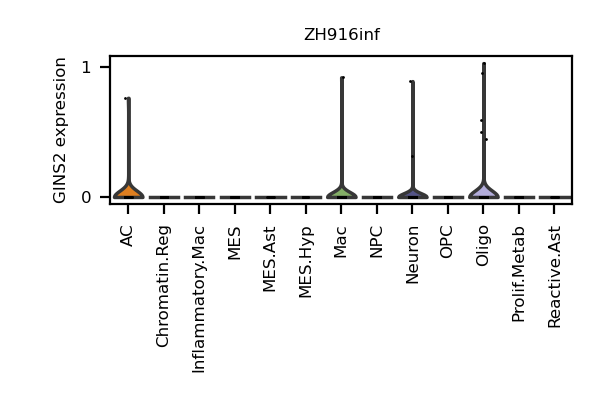 ZH916inf
GINS2 expression
1
0
AC
Chromatin.Reg
Inflammatory.Mac
MES
MES.Ast
MES.Hyp
Mac
NPC
Neuron
OPC
Oligo
Prolif.Metab
Reactive.Ast